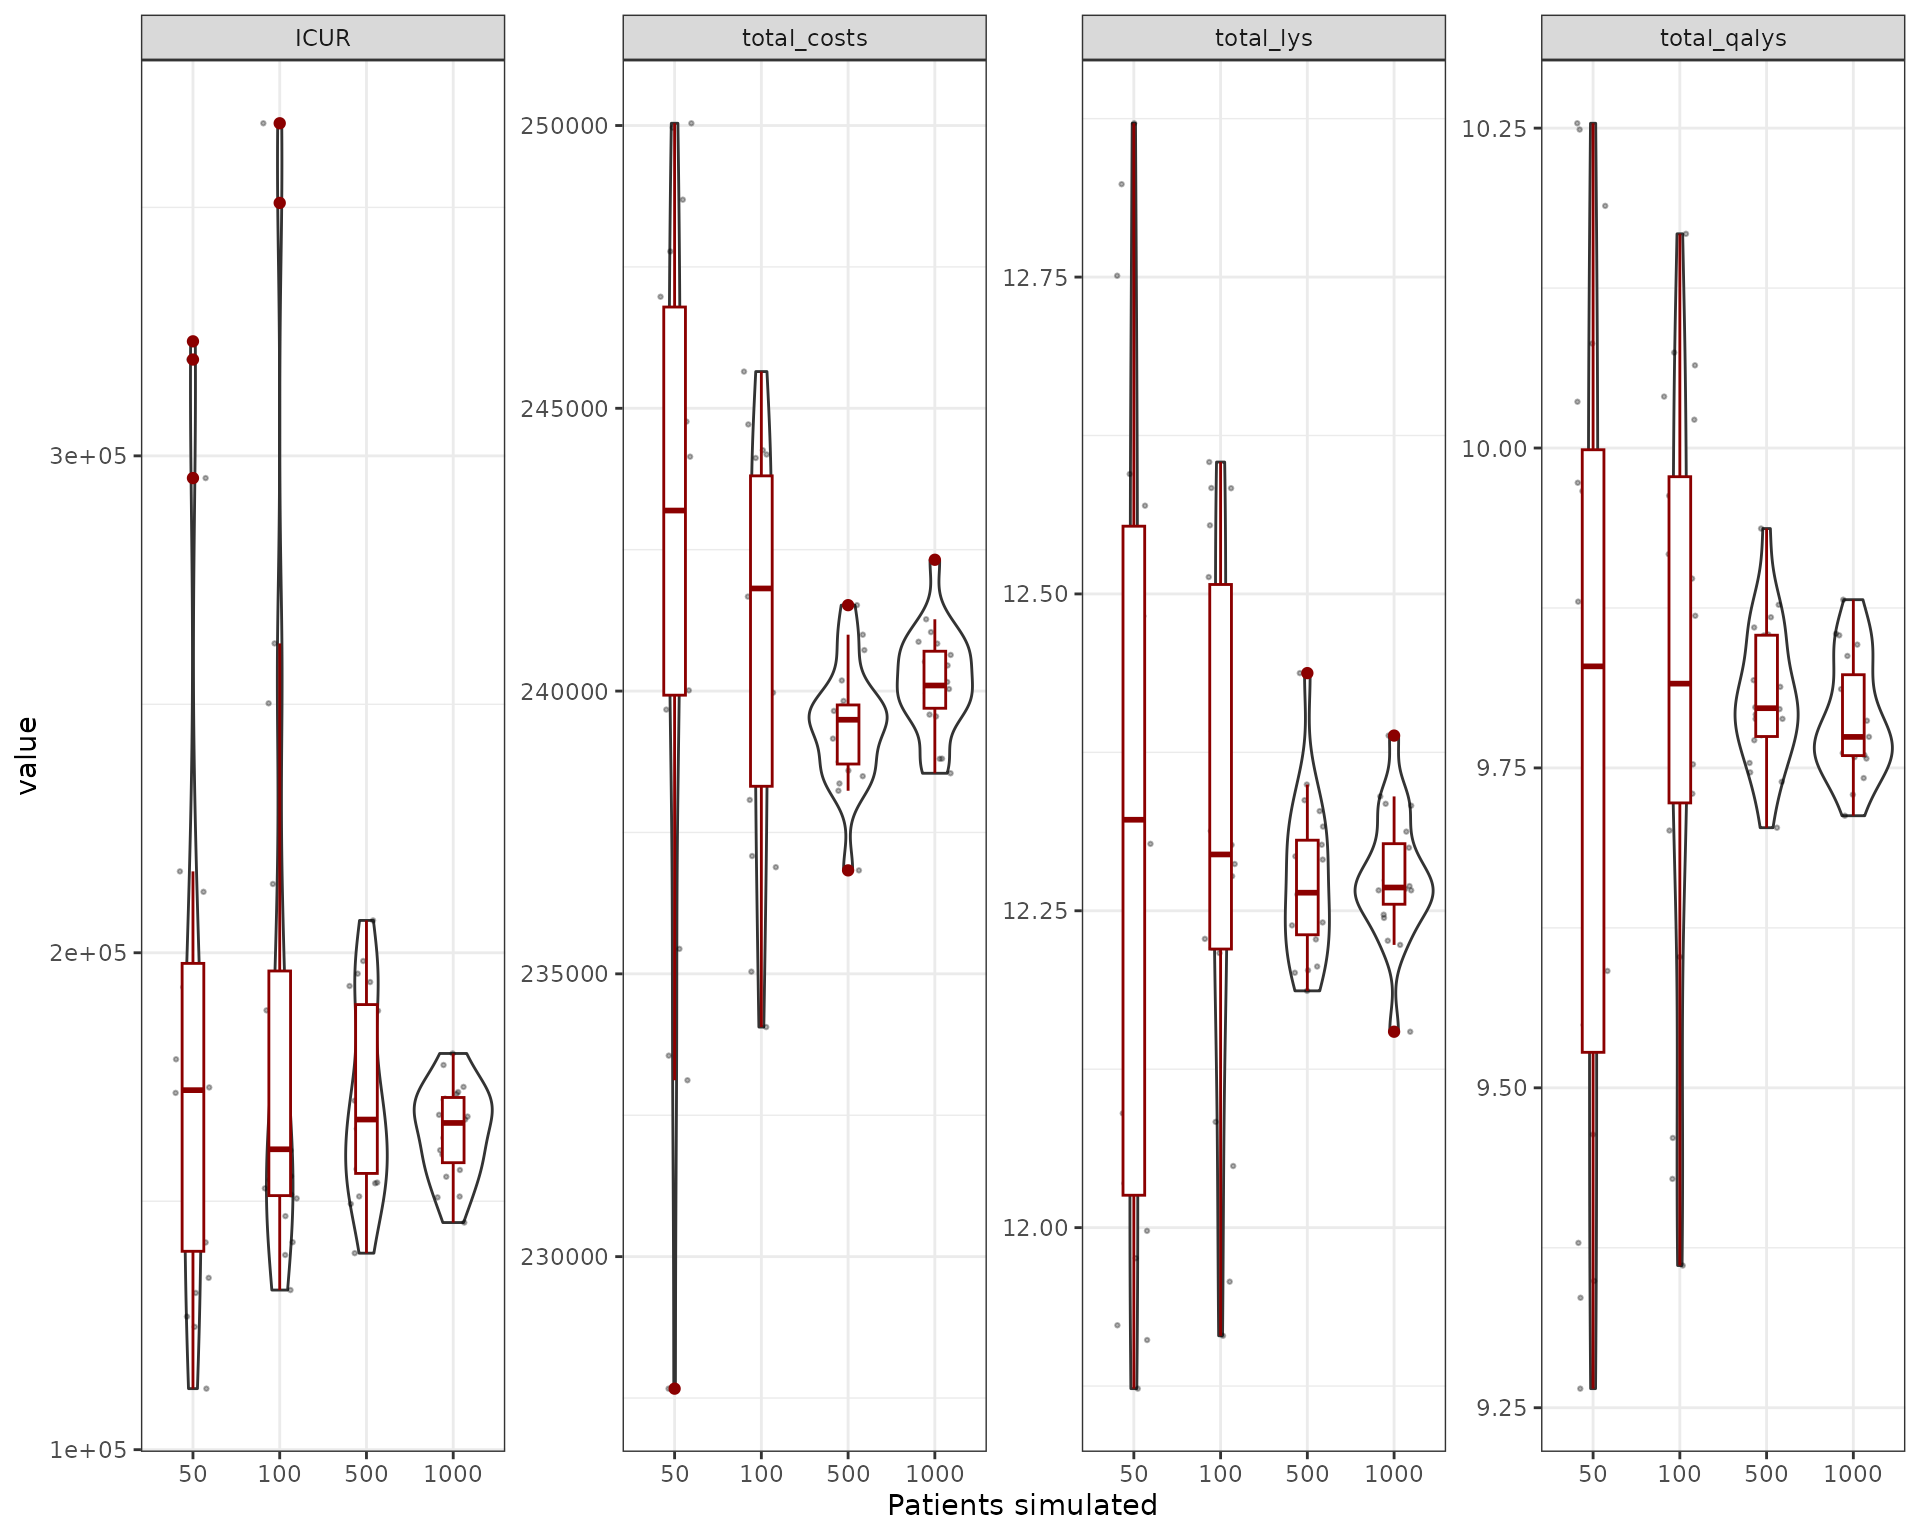 ICUR total_costs total_lys total_qalys
value
3e+05
2e+05
1e+05
250000
245000
240000
235000
230000
12.75
12.50
12.25
12.00
10.25
10.00
9.75
9.50
9.25
50 100 500 1000 50 100 500 1000 50 100 500 1000 50 100 500 1000
Patients simulated